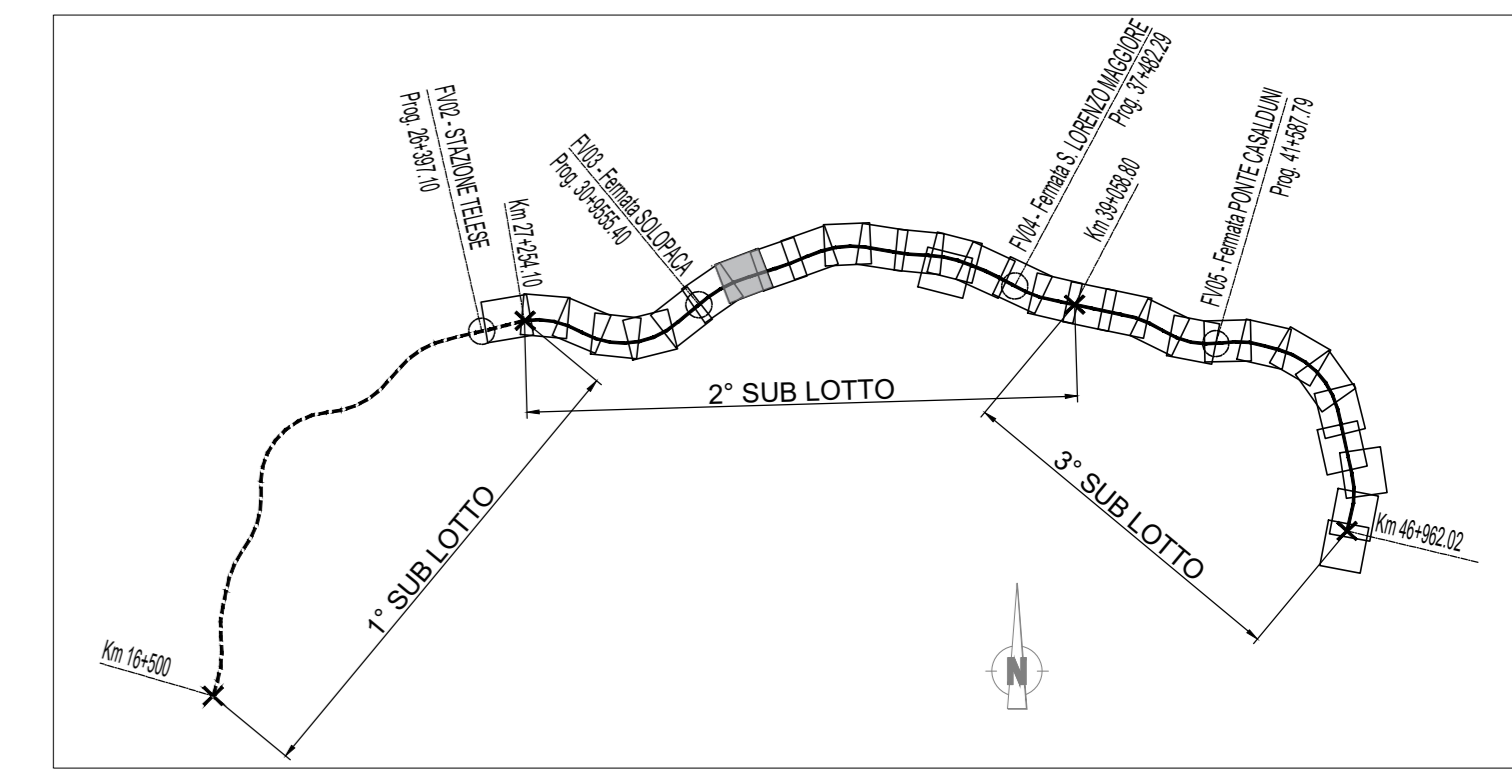 FV02 - STAZIONE TELESE
Prog. 26+397.10
Km 27+254.10
FV03 - Fermata SOLOPACA
Prog. 30+9555.40
FV04 - Fermata S. LORENZO MAGGIORE
Prog. 37+482.29
Km 39+058.80
FV05 - Fermata PONTE CASALDUNI
Prog. 41+587.79
2° SUB LOTTO
1° SUB LOTTO
3° SUB LOTTO
Km 46+962.02
Km 16+500
N